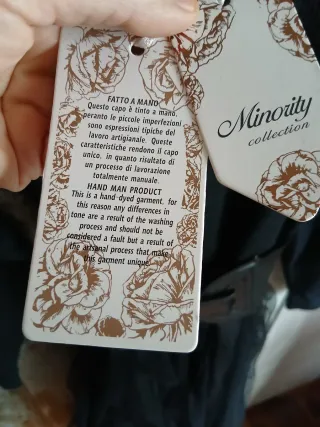 FATTO A MANO
Questo capo è tinto a mano,
peranto le piccole imperfezioni
sono espressioni tipiche del
lavoro artigianale. Queste
caratteristiche rendono il capo
unico, in quanto risultato di
un processo di lavorazione
totalmente manuale.
HAND MAN PRODUCT
This is a hand-dyed garment, for
this reason any differences in
tone are a result of the washing
process and should not be
considered a fault but a result of
the artisanal process that make
this garment unique.
Minority
collection